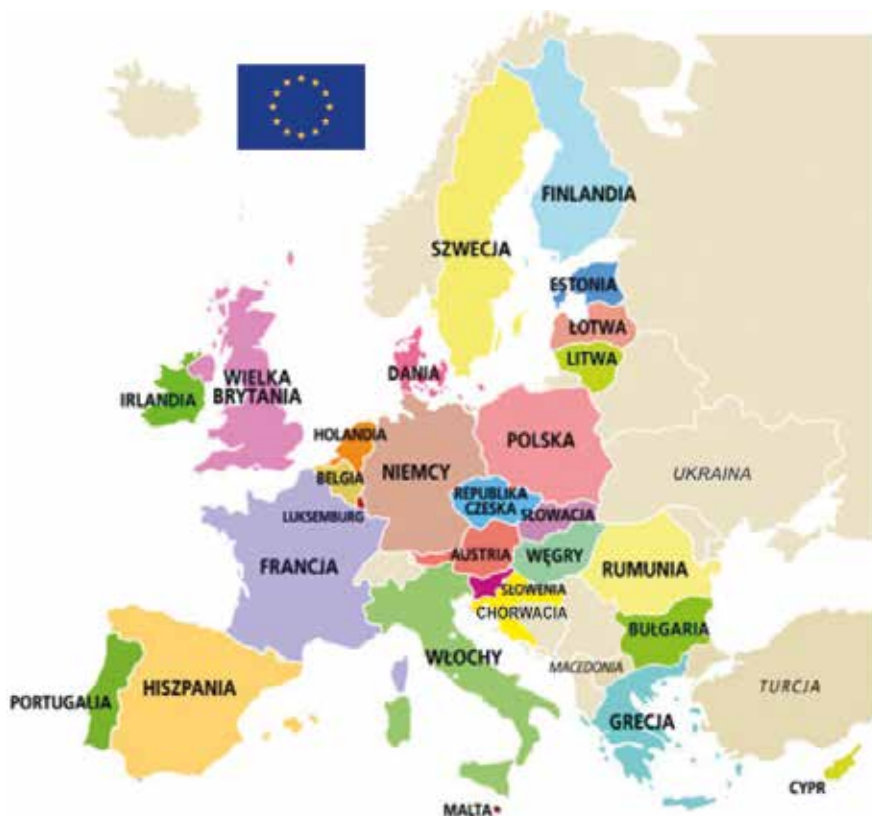 FINLANDIA
SZWECJA
ESTONIA
ŁOTWA
LITWA
DANIA
IRLANDIA
WIELKA
BRYTANIA
HOLANDIA
POLSKA
NIEMCY
BELGIA
UKRAINA
REPUBLIKA
CZESKA
SŁOWACJA
LUKSEMBURG
AUSTRIA
WĘGRY
FRANCJA
RUMUNIA
SŁOWENIA
CHORWACIA
BUŁGARIA
WŁOCHY
MACEDONIA
HISZPANIA
TURCJA
PORTUGALIA
GRECJA
CYPR
MALTA